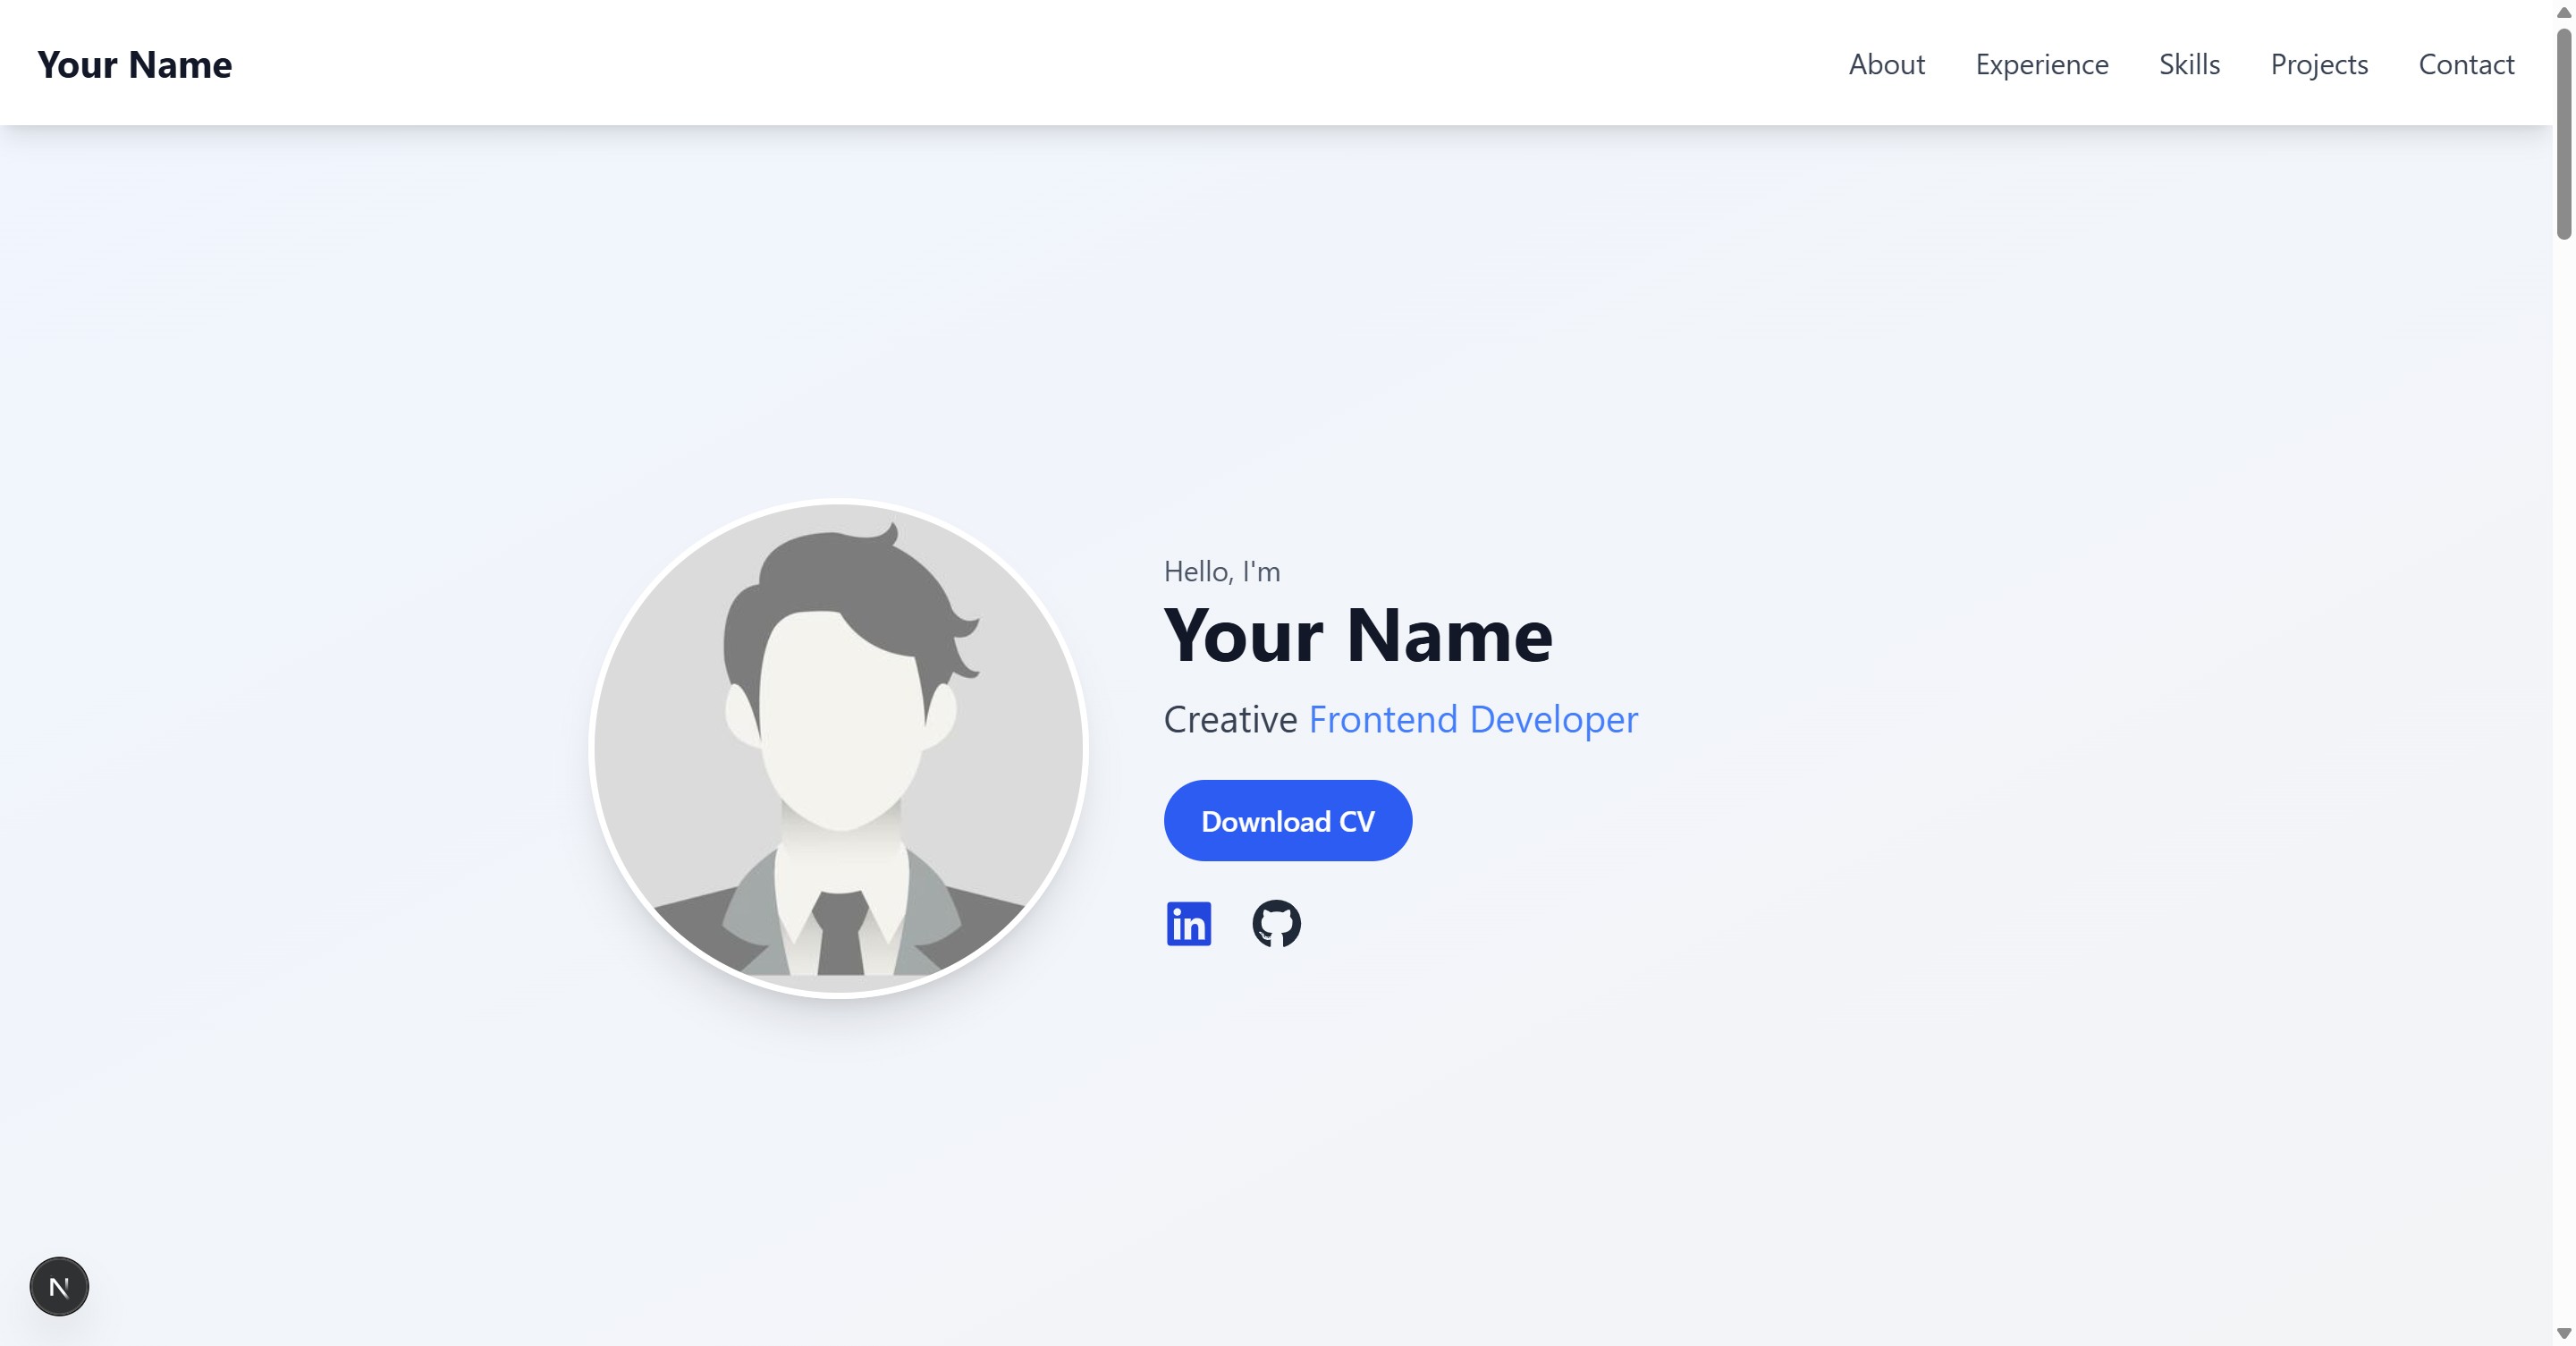 Your Name
About Experience Skills Projects Contact
Hello, I'm
Your Name
Creative Frontend Developer
Download CV
in
N